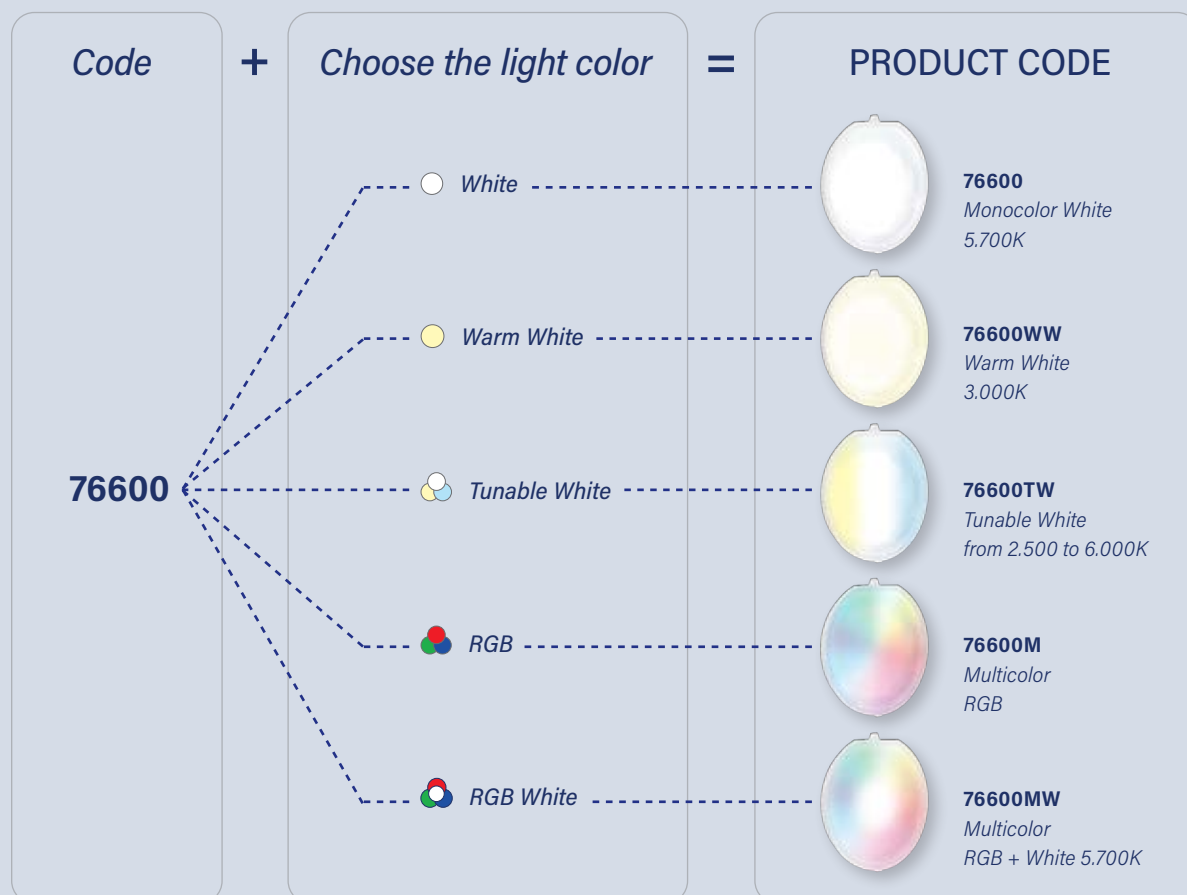 Code + Choose the light color = PRODUCT CODE
White
76600
Monocolor White
5.700K
Warm White
76600WW
Warm White
3.000K
76600
Tunable White
76600TW
Tunable White
from 2.500 to 6.000K
RGB
76600M
Multicolor
RGB
RGB White
76600MW
Multicolor
RGB + White 5.700K